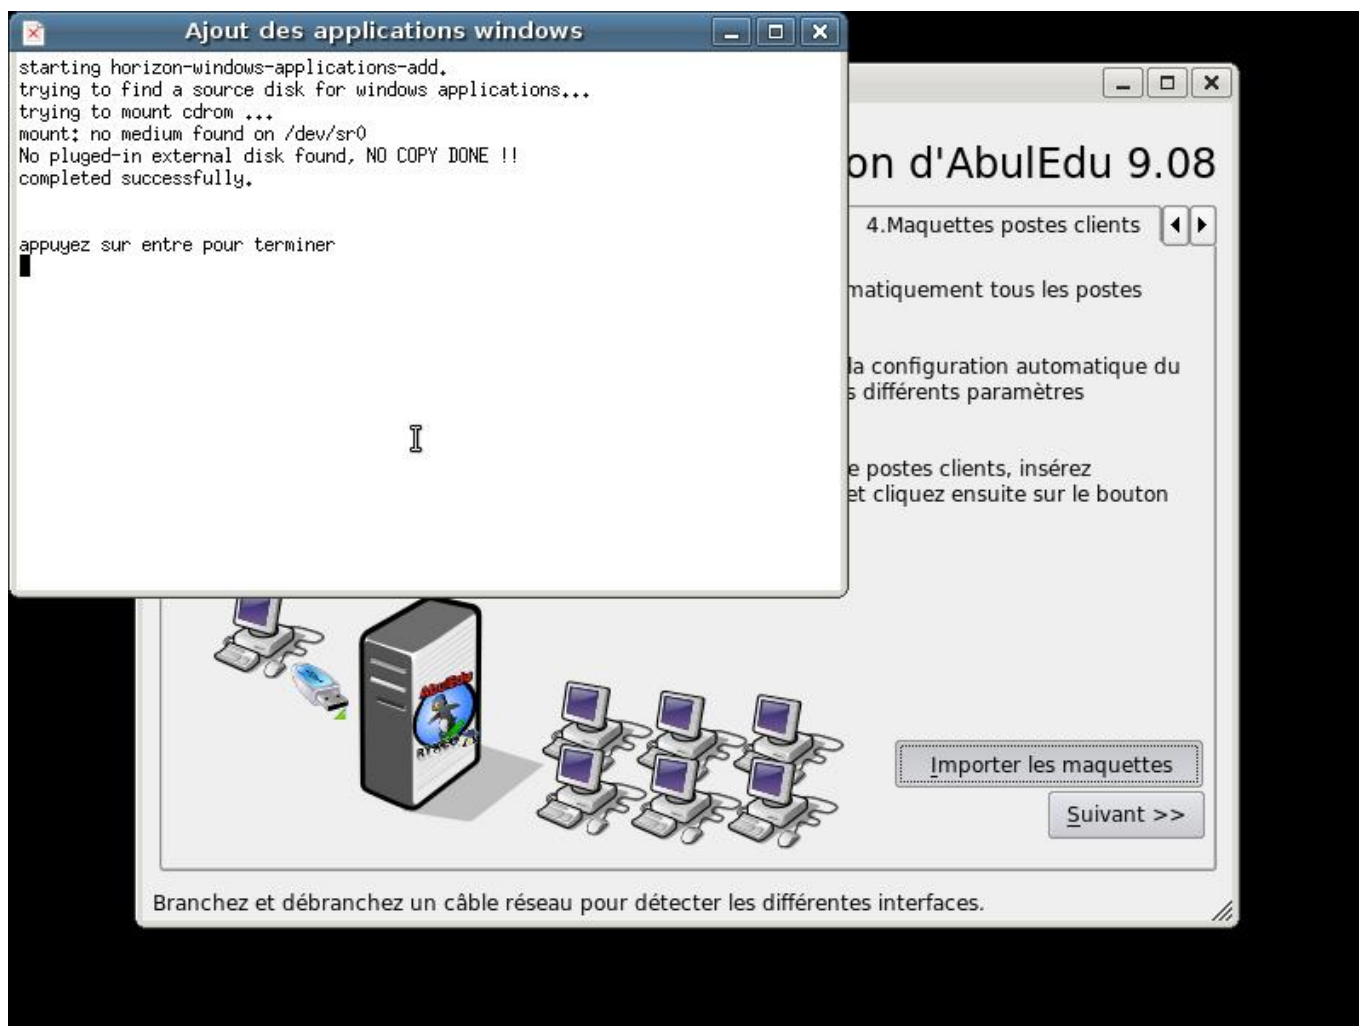 Ajout des applications windows
starting horizon-windows-applications-add.
trying to find a source disk for windows applications...
trying to mount cdrom ...
mount: no medium found on /dev/sr0
No pluged-in external disk found, NO COPY DONE !!
completed successfully.
appuyez sur entre pour terminer
on d'AbulEdu 9.08
4.Maquettes postes clients
matiquement tous les postes
la configuration automatique du
s différents paramètres
e postes clients, insérez
et cliquez ensuite sur le bouton
AbulEdu
Importer les maquettes
Suivant >>
Branchez et débranchez un câble réseau pour détecter les différentes interfaces.